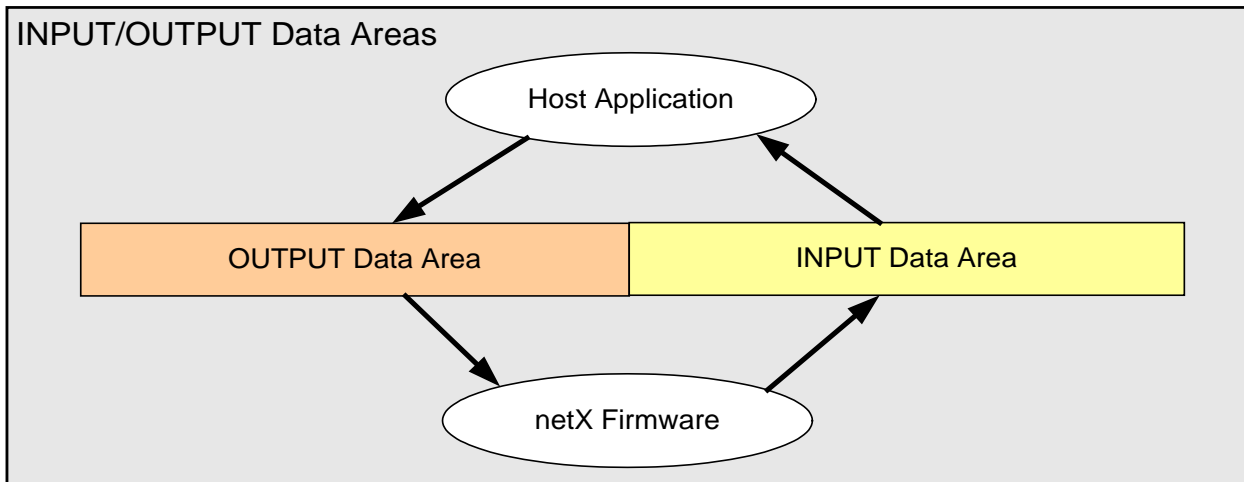 INPUT/OUTPUT Data Areas
Host Application
OUTPUT Data Area
INPUT Data Area
netX Firmware